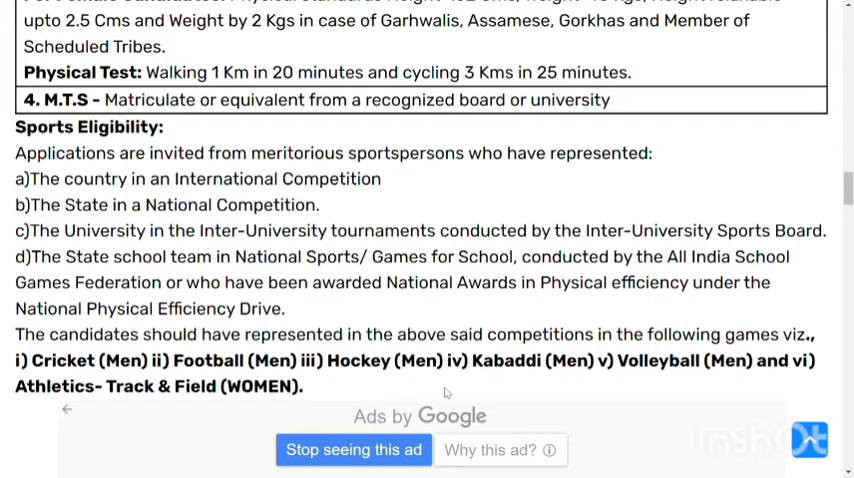 upto 2.5 Cms and Weight by 2 Kgs in case of Garhwalis, Assamese, Gorkhas and Member of
Scheduled Tribes.
Physical Test: Walking 1 Km in 20 minutes and cycling 3 Kms in 25 minutes.
4. M.T.S - Matriculate or equivalent from a recognized board or university
Sports Eligibility:
Applications are invited from meritorious sportspersons who have represented:
a)The country in an International Competition
b)The State in a National Competition.
c)The University in the Inter-University tournaments conducted by the Inter-University Sports Board.
d)The State school team in National Sports/ Games for School, conducted by the All India School
Games Federation or who have been awarded National Awards in Physical efficiency under the
National Physical Efficiency Drive.
The candidates should have represented in the above said competitions in the following games viz.,
i) Cricket (Men) ii) Football (Men) iii) Hockey (Men) iv) Kabaddi (Men) v) Volleyball (Men) and vi)
Athletics- Track & Field (WOMEN).
Ads by Google
Stop seeing this ad
Why this ad?